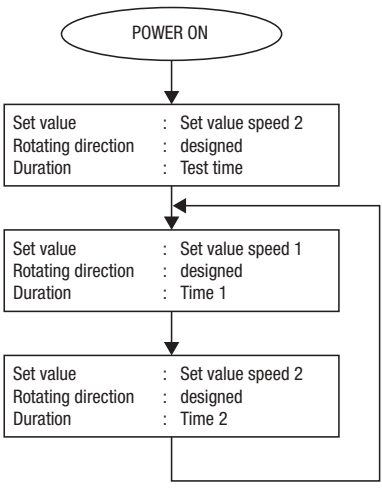 POWER ON
Set value : Set value speed 2
Rotating direction : designed
Duration : Test time
Set value : Set value speed 1
Rotating direction : designed
Duration : Time 1
Set value : Set value speed 2
Rotating direction : designed
Duration : Time 2